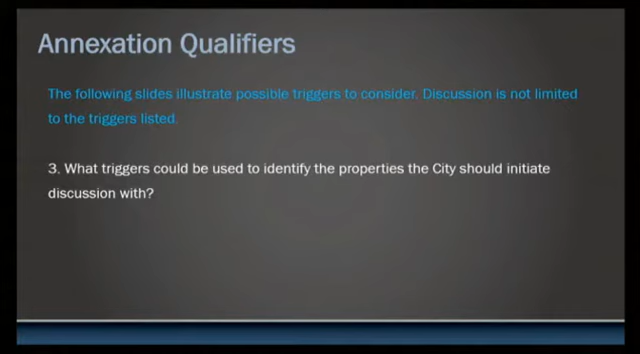 Annexation Qualifiers
The following slides illustrate possible triggers to consider. Discussion is not limited
to the triggers listed.
3. What triggers could be used to identify the properties the City should initiate
discussion with?